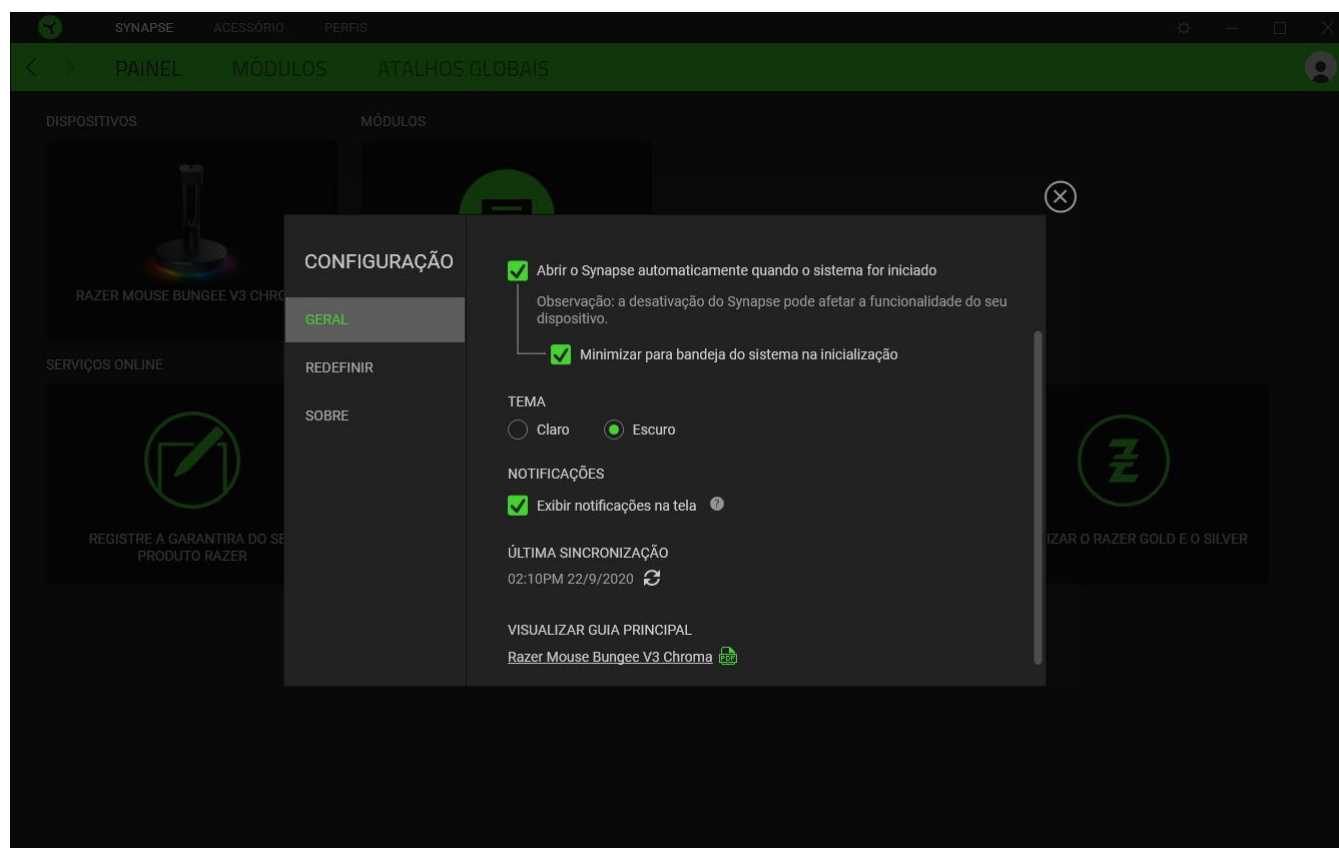 SYNAPSE
ACESSÓRIO
PERFIS
PAINEL
MÓDULOS
ATALHOS GLOBAIS
DISPOSITIVOS
MÓDULOS
RAZER MOUSE BUNGEE V3 CHRO
SERVIÇOS ONLINE
REGISTRE A GARANTIRA DO SE
PRODUTO RAZER
IZAR O RAZER GOLD E O SILVER
CONFIGURAÇÃO
GERAL
REDEFINIR
SOBRE
Abrir o Synapse automaticamente quando o sistema for iniciado
Observação: a desativação do Synapse pode afetar a funcionalidade do seu
dispositivo.
Minimizar para bandeja do sistema na inicialização
TEMA
Claro
Escuro
NOTIFICAÇÕES
Exibir notificações na tela
ÚLTIMA SINCRONIZAÇÃO
02:10PM 22/9/2020
VISUALIZAR GUIA PRINCIPAL
Razer Mouse Bungee V3 Chroma
PDF